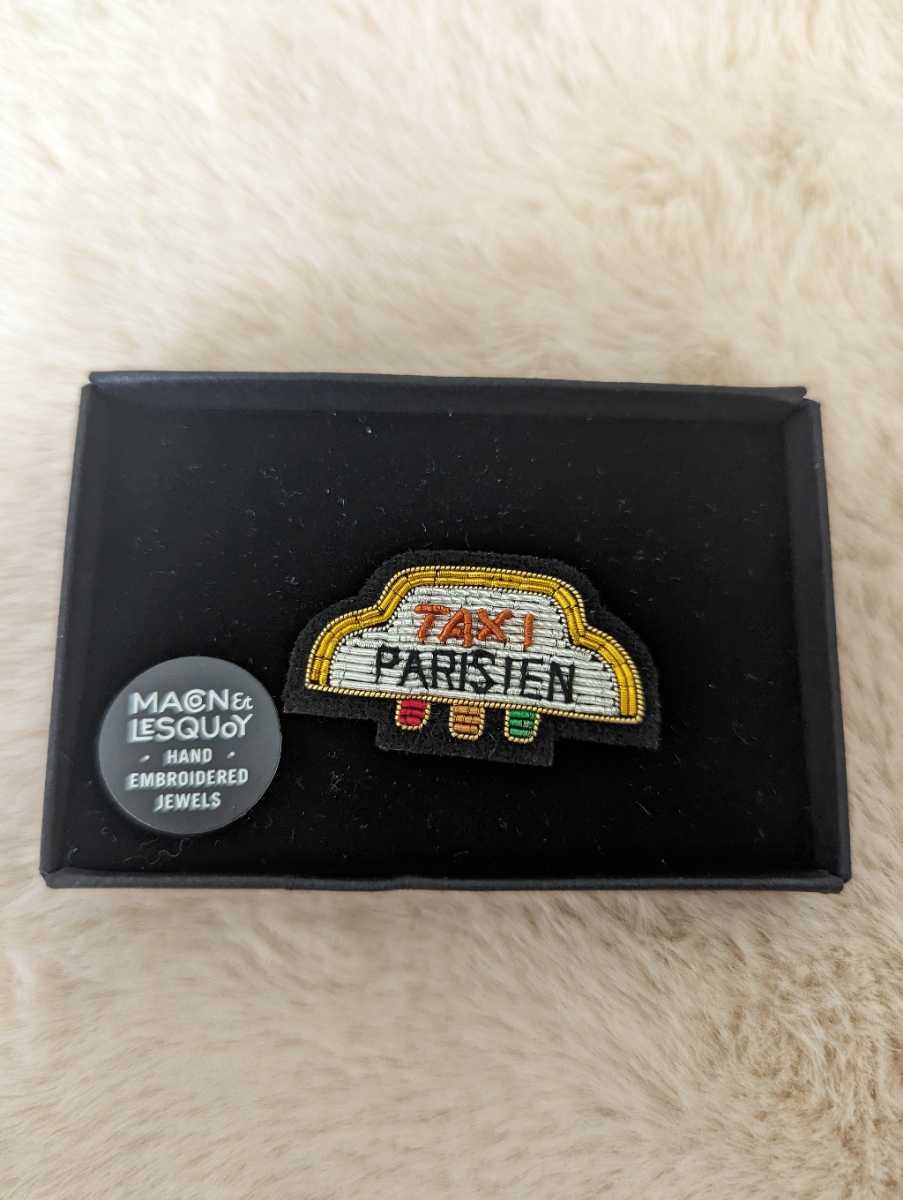 TAXI
PARISIEN
MACON Et
LESQUOY
· HAND ·
EMBROIDERED
JEWELS